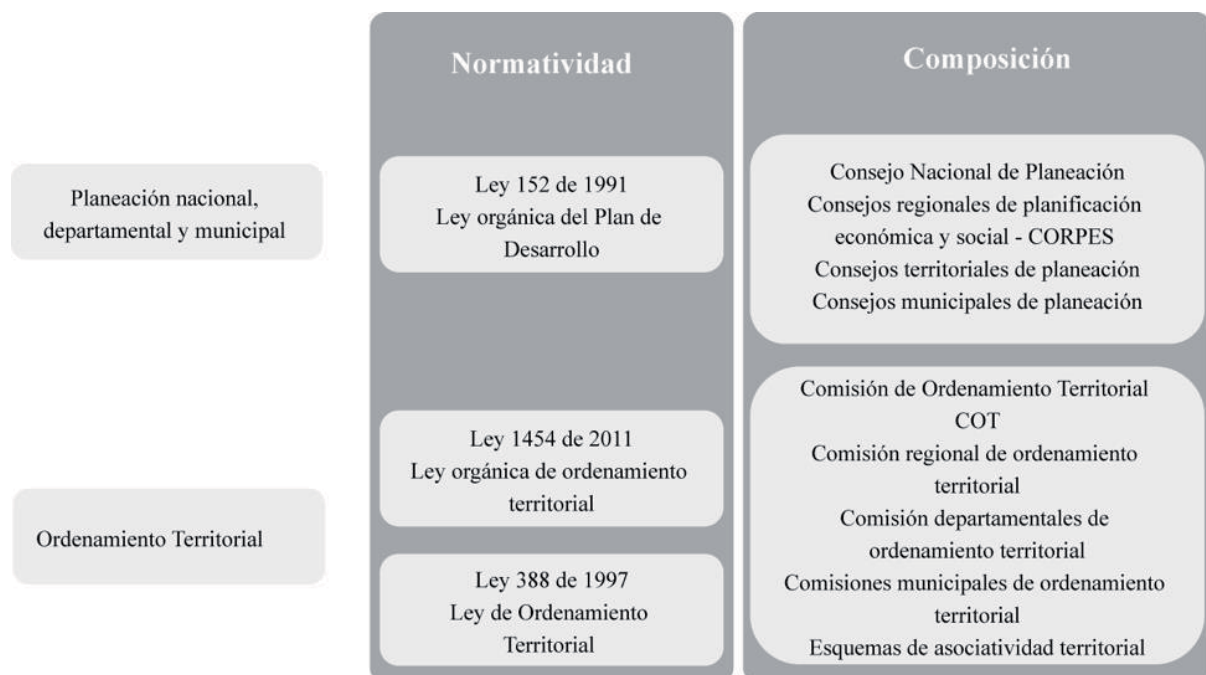 Normatividad
Composición
Planeación nacional,
departamental y municipal
Ley 152 de 1991
Ley orgánica del Plan de
Desarrollo
Consejo Nacional de Planeación
Consejos regionales de planificación
económica y social - CORPES
Consejos territoriales de planeación
Consejos municipales de planeación
Ordenamiento Territorial
Ley 1454 de 2011
Ley orgánica de ordenamiento
territorial
Ley 388 de 1997
Ley de Ordenamiento
Territorial
Comisión de Ordenamiento Territorial
COT
Comisión regional de ordenamiento
territorial
Comisión departamentales de
ordenamiento territorial
Comisiones municipales de ordenamiento
territorial
Esquemas de asociatividad territorial